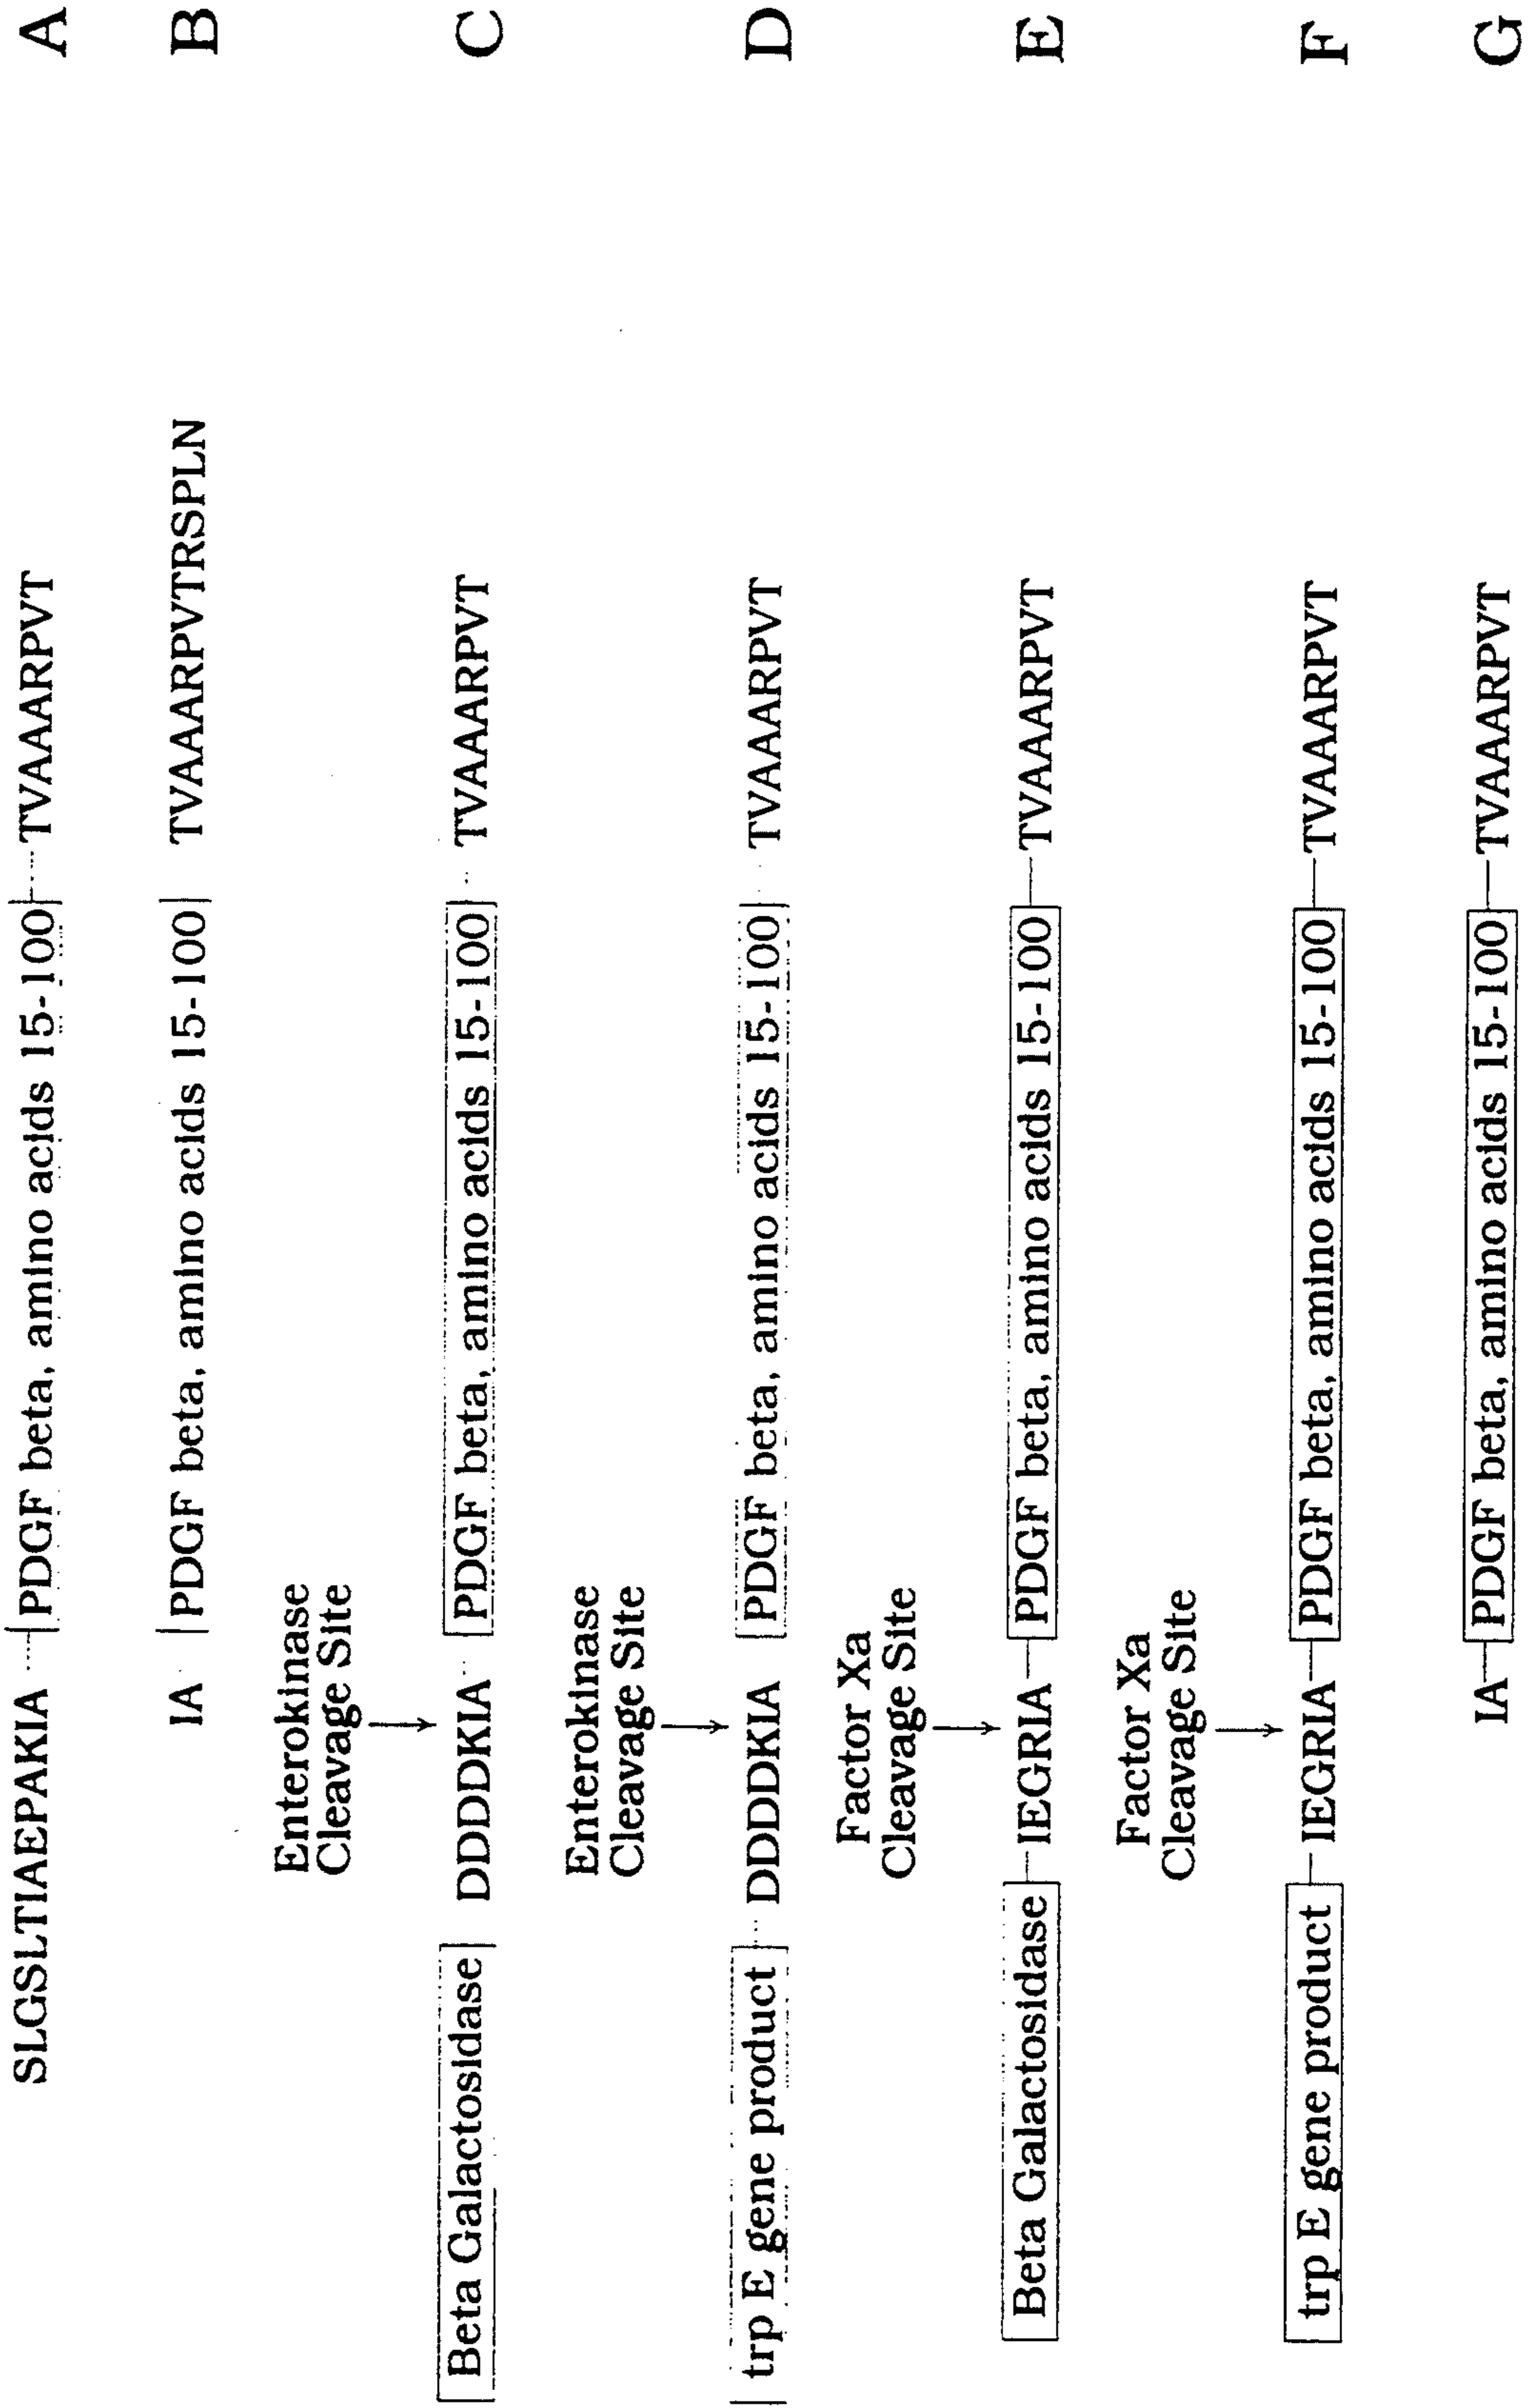 SLGSLTIAEPAKIA PDGF beta, amino acids 15-100 TVAAARPVT A
IA PDGF beta, amino acids 15-100 TVAAARPVTRSPLN B
Enterokinase
Cleavage Site
Beta Galactosidase DDDDKIA PDGF beta, amino acids 15-100 TVAAARPVT C
Enterokinase
Cleavage Site
trp E gene product DDDDKIA PDGF beta, amino acids 15-100 TVAAARPVT D
Factor Xa
Cleavage Site
Beta Galactosidase IEGRIA PDGF beta, amino acids 15-100 TVAAARPVT E
Factor Xa
Cleavage Site
trp E gene product IEGRIA PDGF beta, amino acids 15-100 TVAAARPVT F
IA PDGF beta, amino acids 15-100 TVAAARPVT G